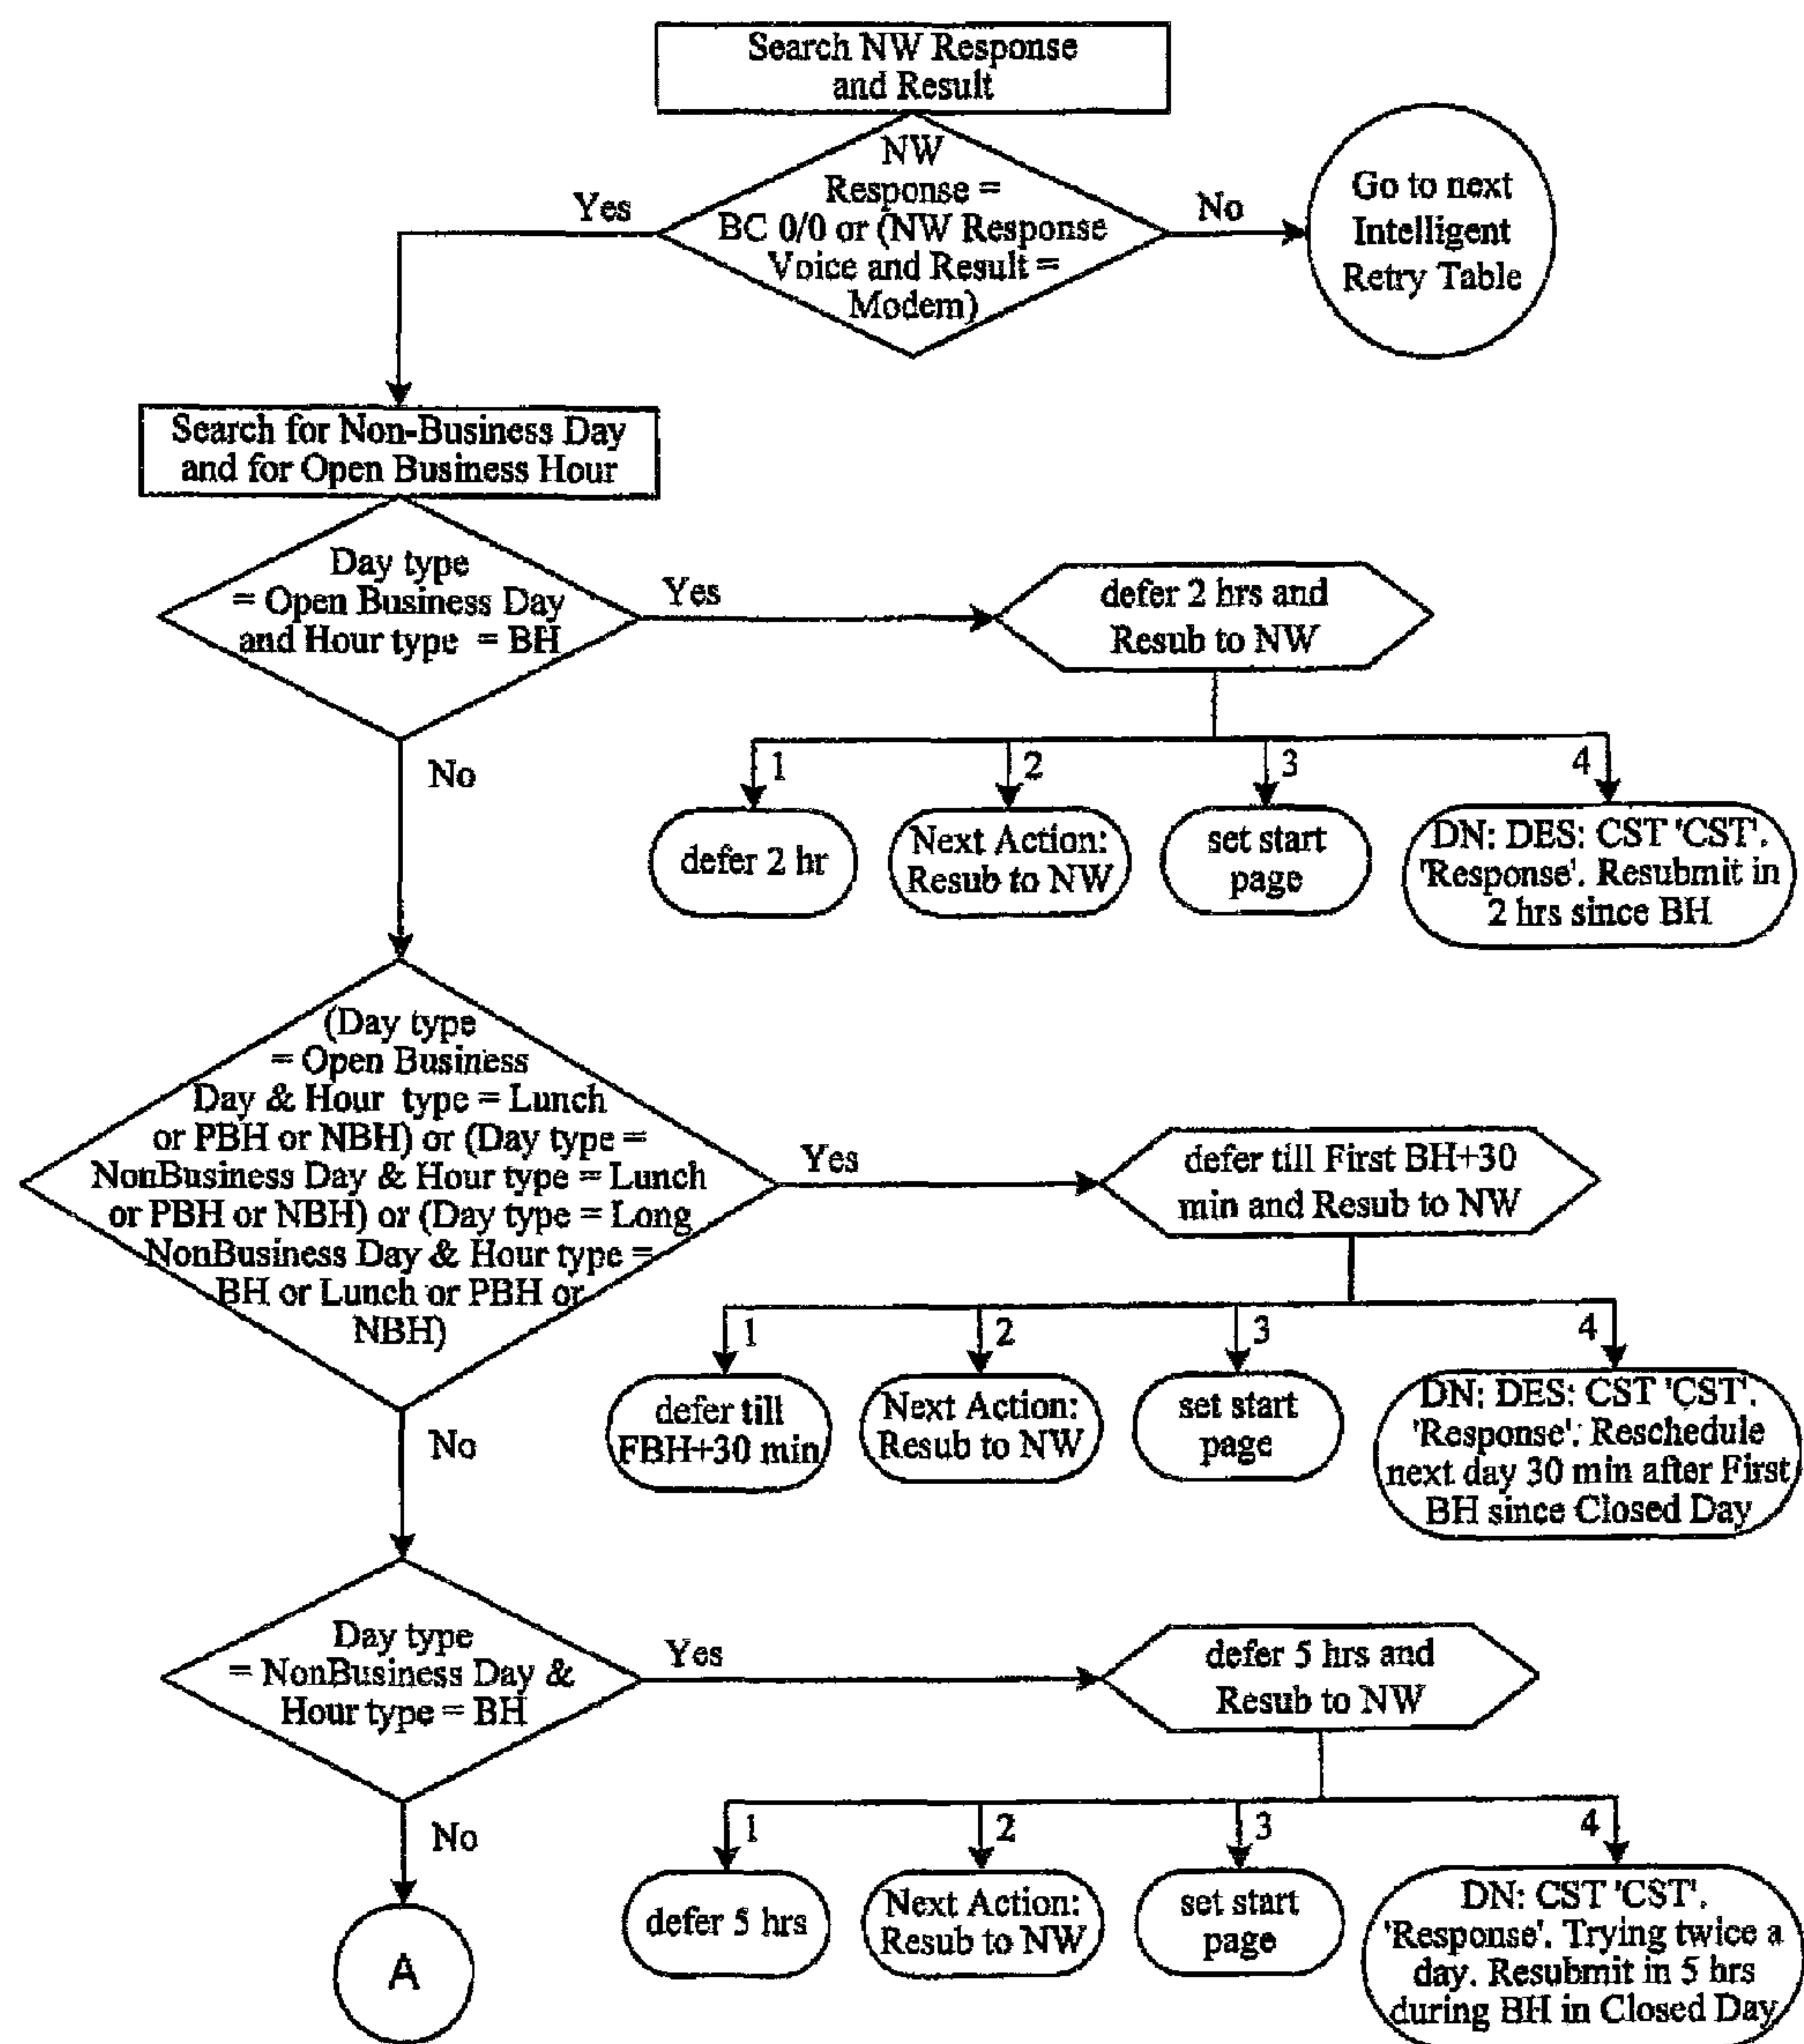 Search NW Response
and Result
NW
Response =
BC 0/0 or (NW Response
Voice and Result =
Modem)
Yes
No
Go to next
Intelligent
Retry Table
Search for Non-Business Day
and for Open Business Hour
Day type
= Open Business Day
and Hour type = BH
Yes
defer 2 hrs and
Resub to NW
No
1
2
3
4
defer 2 hr
Next Action:
Resub to NW
set start
page
DN: DES: CST 'CST'.
'Response'. Resubmit in
2 hrs since BH
(Day type
= Open Business
Day & Hour type = Lunch
or PBH or NBH) or (Day type =
NonBusiness Day & Hour type = Lunch
or PBH or NBH) or (Day type = Long
NonBusiness Day & Hour type =
BH or Lunch or PBH or
NBH)
Yes
defer till First BH+30
min and Resub to NW
No
1
2
3
4
defer till
FBH+30 min
Next Action:
Resub to NW
set start
page
DN: DES: CST 'CST'.
'Response'. Reschedule
next day 30 min after First
BH since Closed Day
Day type
= NonBusiness Day &
Hour type = BH
Yes
defer 5 hrs and
Resub to NW
No
1
2
3
4
defer 5 hrs
Next Action:
Resub to NW
set start
page
DN: CST 'CST'.
'Response'. Trying twice a
day. Resubmit in 5 hrs
during BH in Closed Day
A